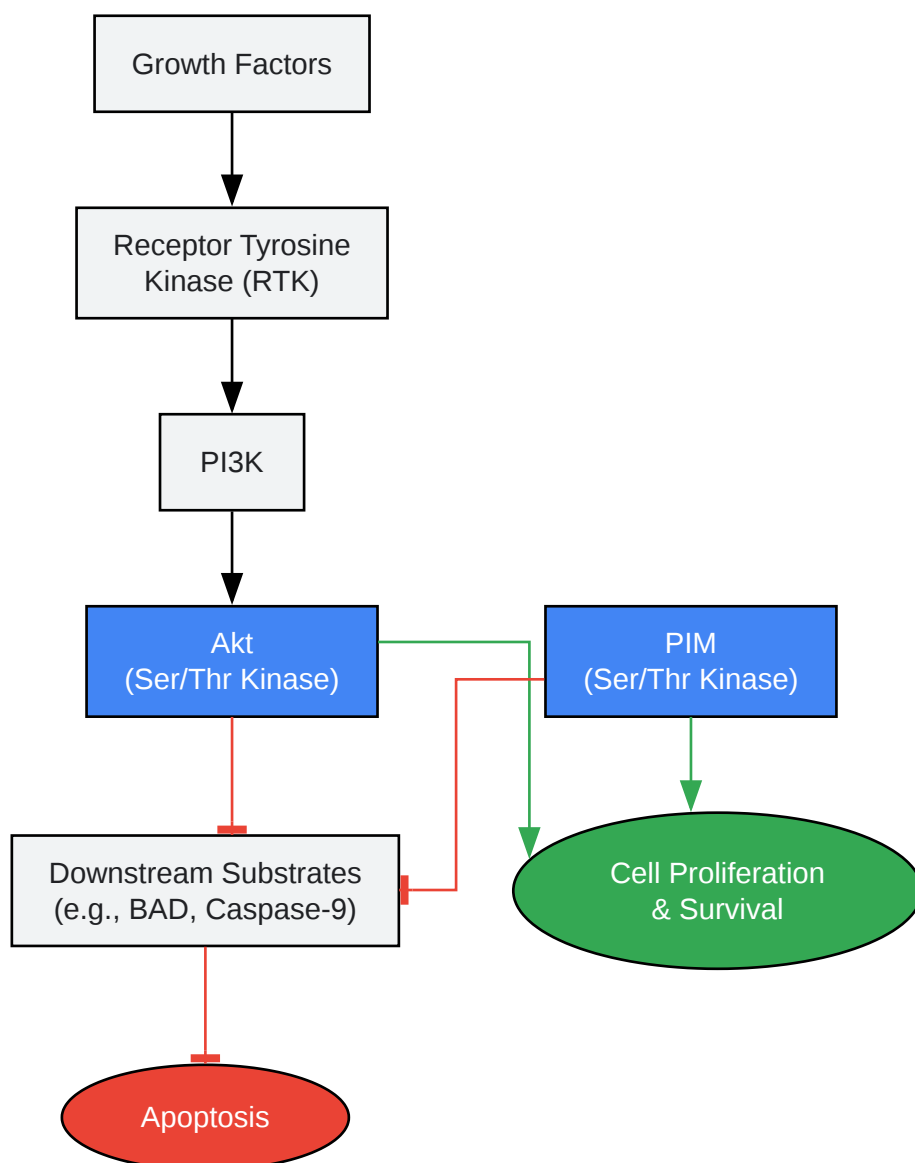 Growth Factors
Receptor Tyrosine
Kinase (RTK)
PI3K
Akt
(Ser/Thr Kinase)
PIM
(Ser/Thr Kinase)
Downstream Substrates
(e.g., BAD, Caspase-9)
Cell Proliferation
& Survival
Apoptosis